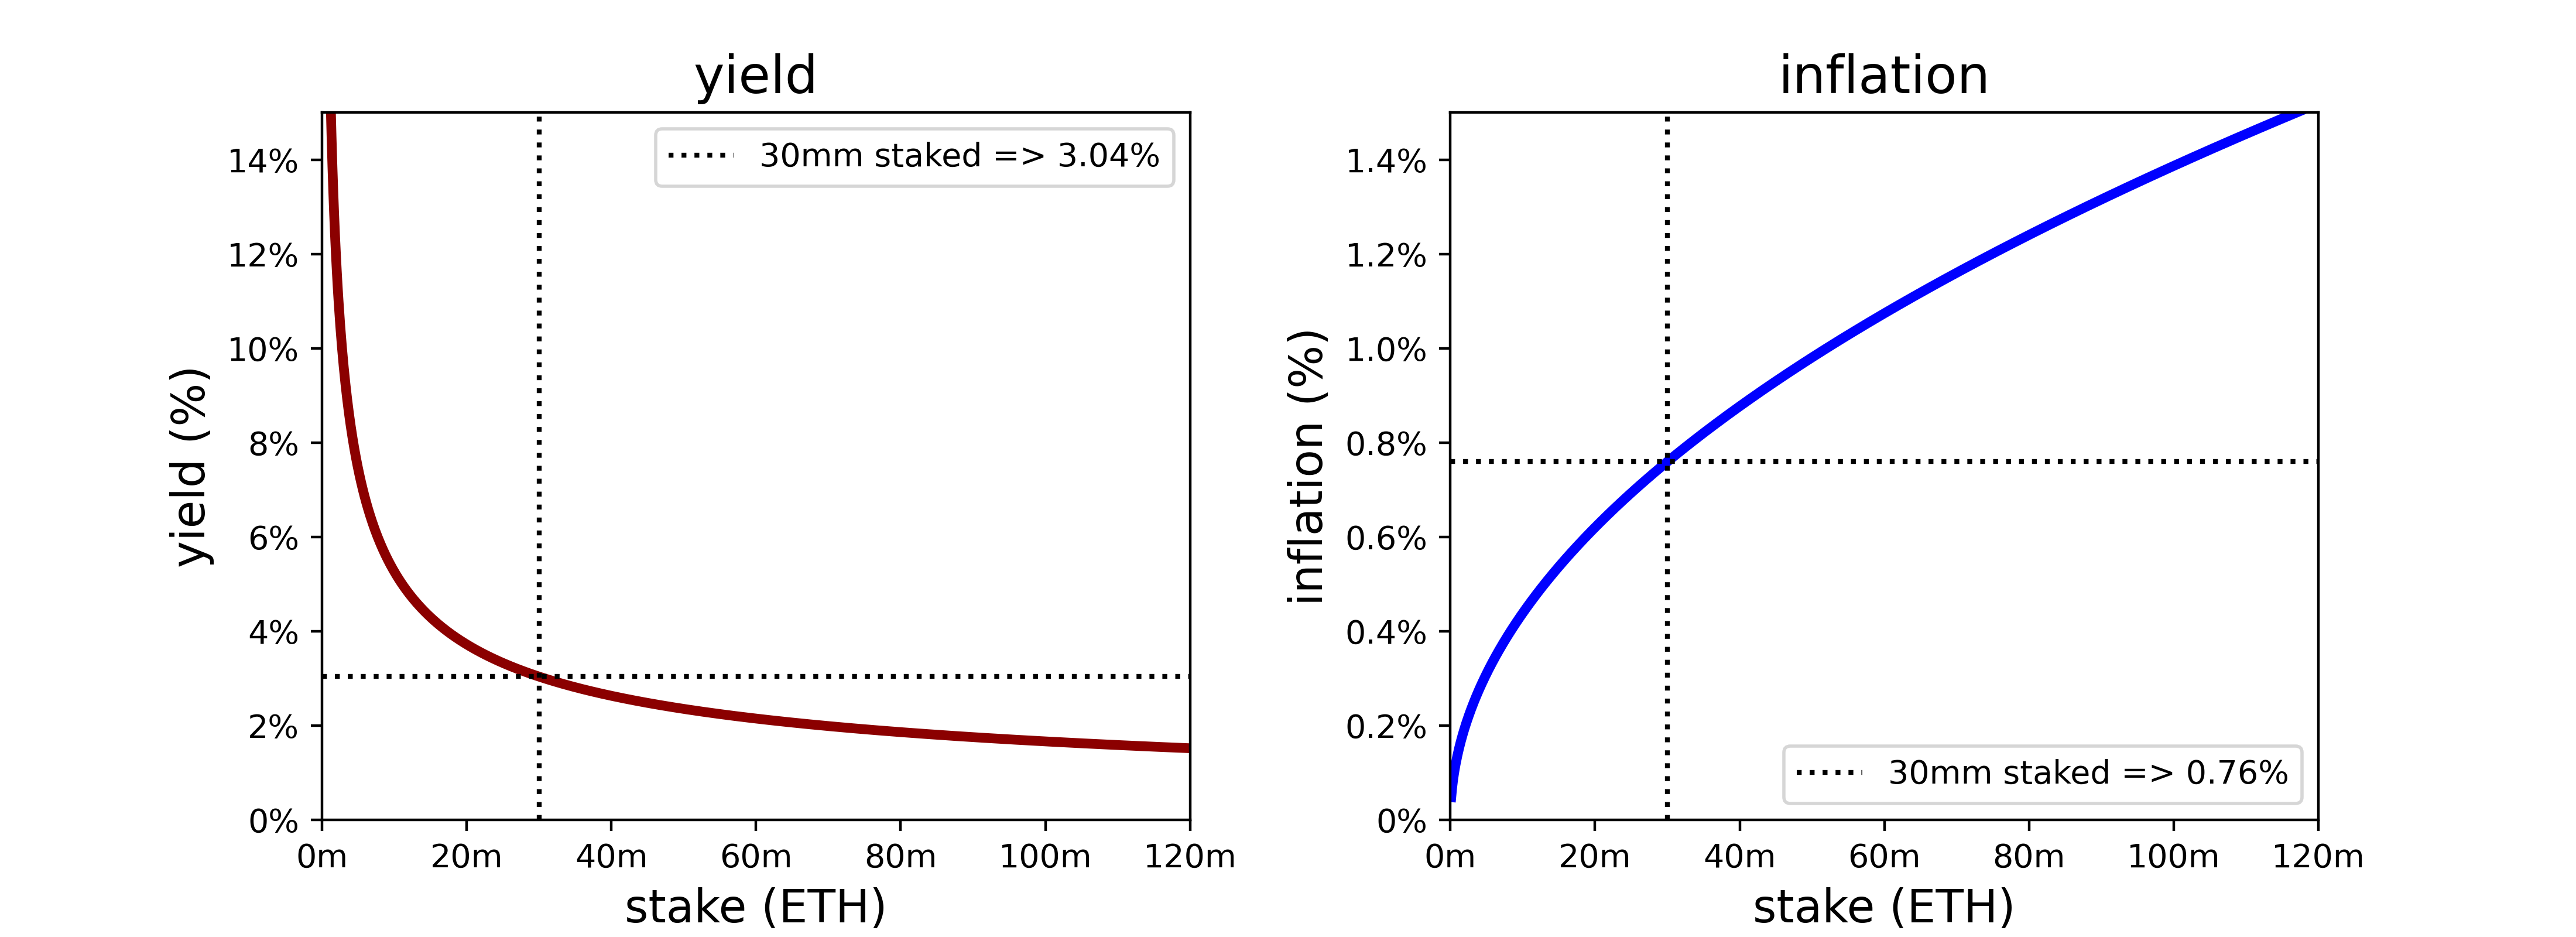 yield
30mm staked => 3.04%
14%
12%
10%
8%
6%
4%
2%
0%
yield (%)
0m
20m
40m
60m
80m
100m
120m
stake (ETH)
inflation
1.4%
1.2%
1.0%
0.8%
0.6%
0.4%
0.2%
0%
inflation (%)
30mm staked => 0.76%
0m
20m
40m
60m
80m
100m
120m
stake (ETH)